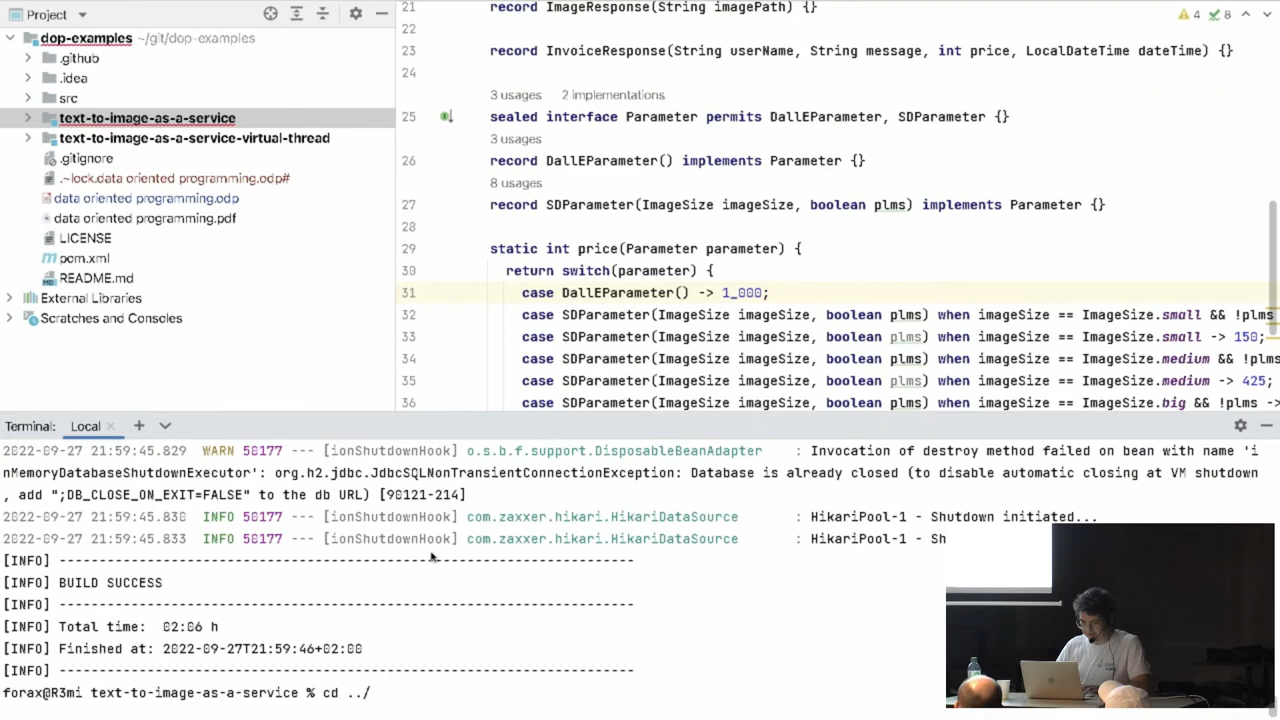 Project
dop-examples ~/git/dop-examples
.github
.idea
src
text-to-image-as-a-service
text-to-image-as-a-service-virtual-thread
.gitignore
.~lock.data oriented programming.odp#
data oriented programming.odp
data oriented programming.pdf
LICENSE
pom.xml
README.md
External Libraries
Scratches and Consoles
4 8
21 record ImageResponse(String imagePath) {}
22
23 record InvoiceResponse(String userName, String message, int price, LocalDateTime dateTime) {}
24
3 usages 2 implementations
25 sealed interface Parameter permits DallEParameter, SDParameter {}
3 usages
26 record DallEParameter() implements Parameter {}
8 usages
27 record SDParameter(ImageSize imageSize, boolean plms) implements Parameter {}
28
29 static int price(Parameter parameter) {
30 return switch(parameter) {
31 case DallEParameter() -> 1_000;
32 case SDParameter(ImageSize imageSize, boolean plms) when imageSize == ImageSize.small && !plms
33 case SDParameter(ImageSize imageSize, boolean plms) when imageSize == ImageSize.small -> 150;
34 case SDParameter(ImageSize imageSize, boolean plms) when imageSize == ImageSize.medium && !plms
35 case SDParameter(ImageSize imageSize, boolean plms) when imageSize == ImageSize.medium -> 425;
36 case SDParameter(ImageSize imageSize, boolean plms) when imageSize == ImageSize.big && !plms ->
Terminal: Local
2022-09-27 21:59:45.829 WARN 50177 --- [ionShutdownHook] o.s.b.f.support.DisposableBeanAdapter : Invocation of destroy method failed on bean with name 'i
nMemoryDatabaseShutdownExecutor': org.h2.jdbc.JdbcSQLNonTransientConnectionException: Database is already closed (to disable automatic closing at VM shutdown
, add ";DB_CLOSE_ON_EXIT=FALSE" to the db URL) [90121-214]
2022-09-27 21:59:45.830 INFO 50177 --- [ionShutdownHook] com.zaxxer.hikari.HikariDataSource : HikariPool-1 - Shutdown initiated...
2022-09-27 21:59:45.833 INFO 50177 --- [ionShutdownHook] com.zaxxer.hikari.HikariDataSource : HikariPool-1 - Sh
[INFO] ------------------------------------------------------------------------
[INFO] BUILD SUCCESS
[INFO] ------------------------------------------------------------------------
[INFO] Total time: 02:06 h
[INFO] Finished at: 2022-09-27T21:59:46+02:00
[INFO] ------------------------------------------------------------------------
forax@R3mi text-to-image-as-a-service % cd ../